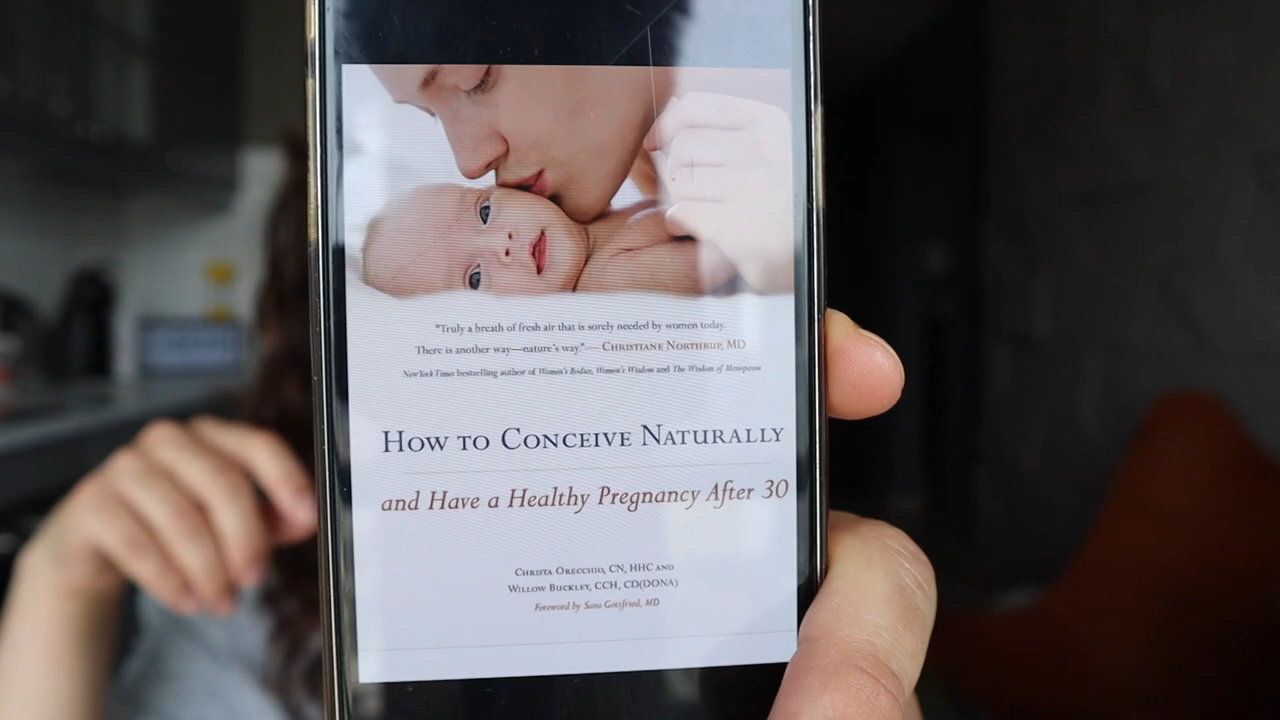 "Truly a breath of fresh air that is sorely needed by women today.
There is another way—nature's way."— Christiane Northrup, MD
New York Times bestselling author of Women's Bodies, Women's Wisdom and The Wisdom of Menopause
How to Conceive Naturally
and Have a Healthy Pregnancy After 30
Christa Orecchio, CN, HHC and
Willow Buckley, CCH, CD(DONA)
Foreword by Sara Gottfried, MD